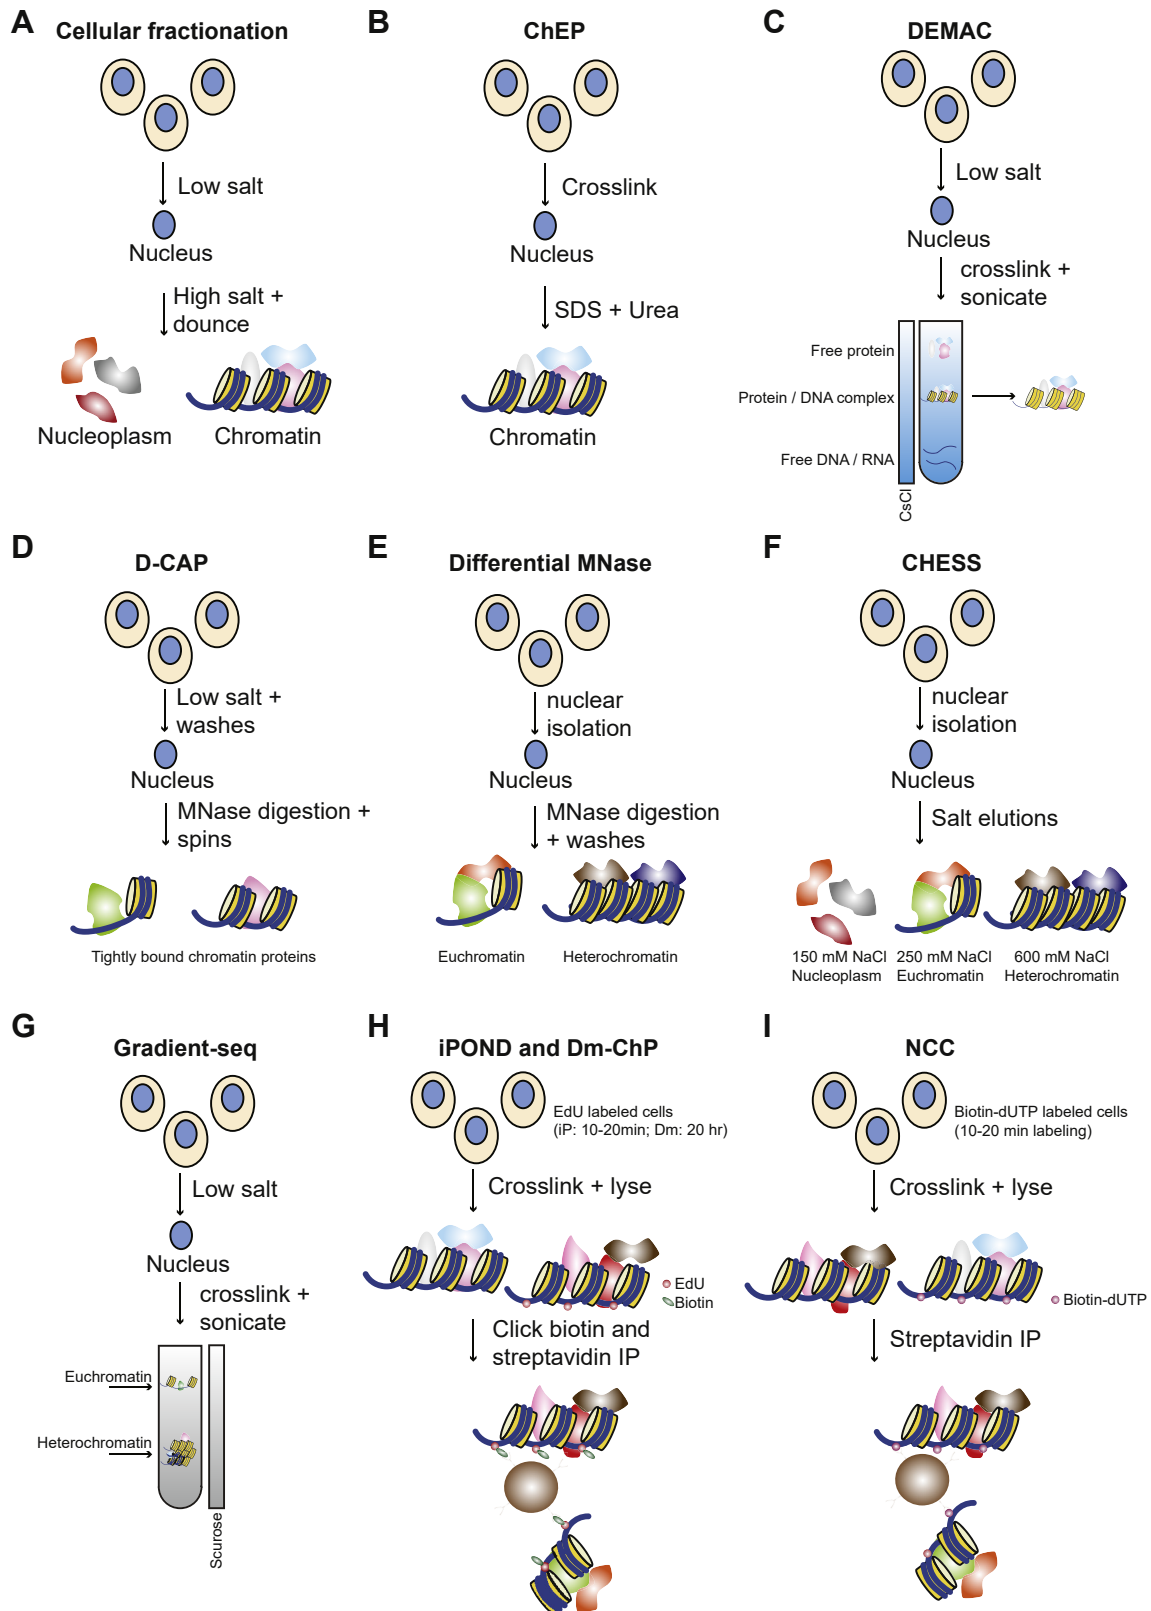 A
Cellular fractionation
Low salt
Nucleus
High salt +
dounce
Nucleoplasm
Chromatin
B
ChEP
Crosslink
Nucleus
SDS + Urea
Chromatin
C
DEMAC
Low salt
Nucleus
crosslink +
sonicate
Free protein
Protein / DNA complex
Free DNA / RNA
CsCl
D
D-CAP
Low salt +
washes
Nucleus
MNase digestion +
spins
Tightly bound chromatin proteins
E
Differential MNase
nuclear
isolation
Nucleus
MNase digestion
+ washes
Euchromatin
Heterochromatin
F
CHESS
nuclear
isolation
Nucleus
Salt elutions
150 mM NaCl
Nucleoplasm
250 mM NaCl
Euchromatin
600 mM NaCl
Heterochromatin
G
Gradient-seq
Low salt
Nucleus
crosslink +
sonicate
Euchromatin
Heterochromatin
Scurose
H
iPOND and Dm-ChP
EdU labeled cells
(iP: 10-20min; Dm: 20 hr)
Crosslink + lyse
EdU
Biotin
Click biotin and
streptavidin IP
I
NCC
Biotin-dUTP labeled cells
(10-20 min labeling)
Crosslink + lyse
Biotin-dUTP
Streptavidin IP